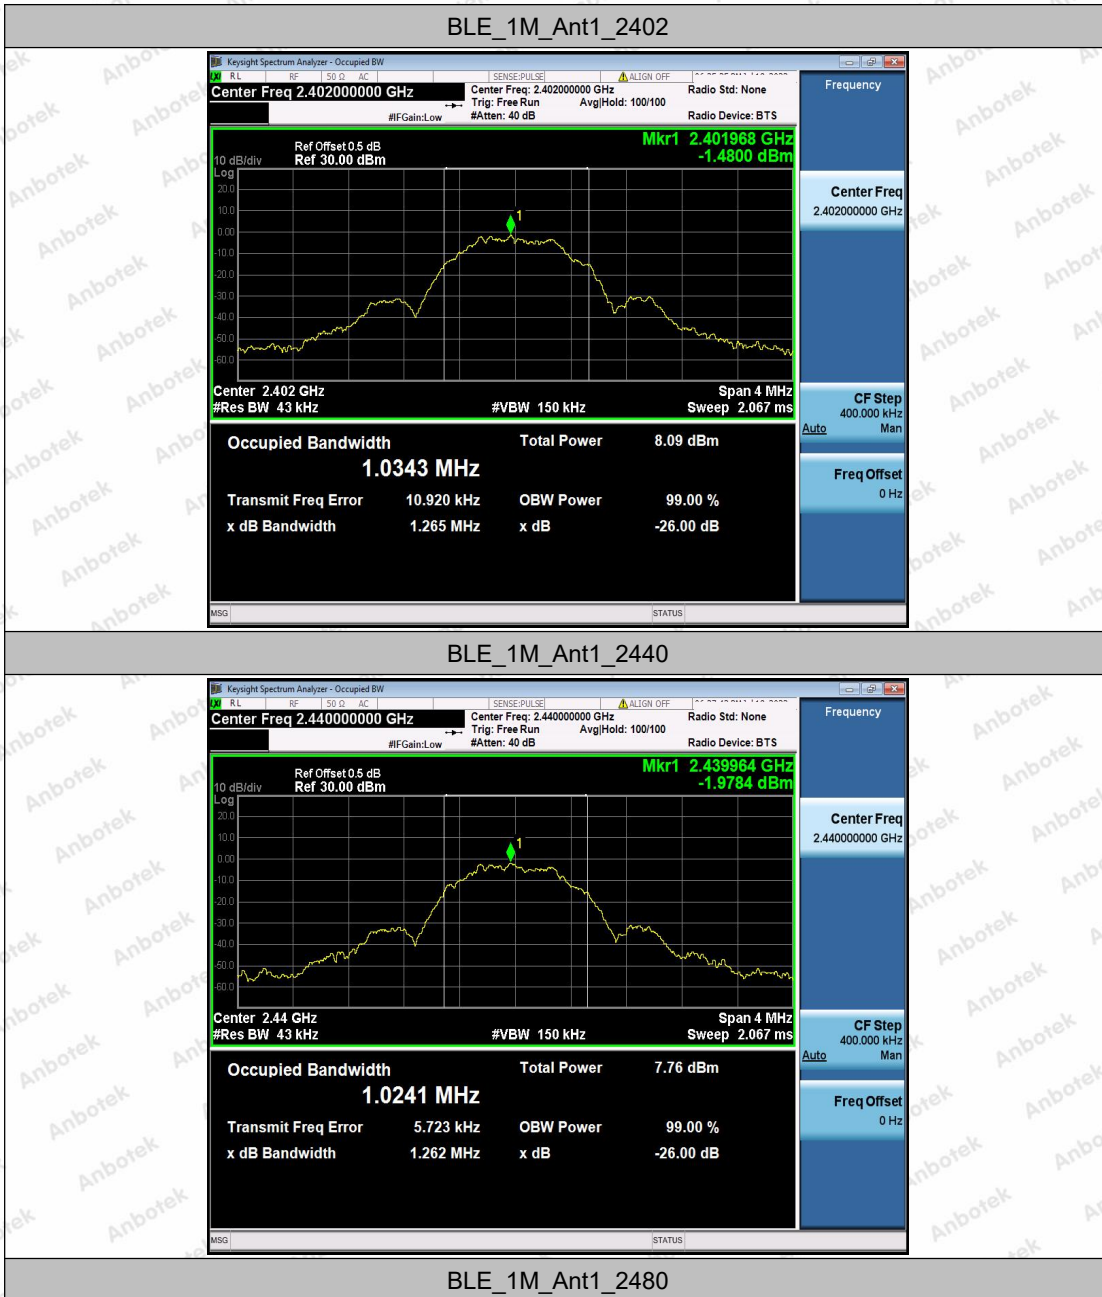 BLE_1M_Ant1_2402
Keysight Spectrum Analyzer - Occupied BW
RL RF 50 Ω AC SENSE:PULSE ALIGN OFF
Center Freq 2.402000000 GHz
Center Freq: 2.402000000 GHz
Radio Std: None
Trig: Free Run Avg|Hold: 100/100
#IFGain:Low
#Atten: 40 dB
Radio Device: BTS
Frequency
Mkr1 2.401968 GHz
-1.4800 dBm
Ref Offset 0.5 dB
10 dB/div Ref 30.00 dBm
Log
20.0
10.0
0.00
-10.0
-20.0
-30.0
-40.0
-50.0
-60.0
1
Center 2.402 GHz Span 4 MHz
#Res BW 43 kHz #VBW 150 kHz Sweep 2.067 ms
Center Freq
2.402000000 GHz
CF Step
400.000 kHz
Auto Man
Freq Offset
0 Hz
Occupied Bandwidth Total Power 8.09 dBm
1.0343 MHz
Transmit Freq Error 10.920 kHz OBW Power 99.00 %
x dB Bandwidth 1.265 MHz x dB -26.00 dB
MSG STATUS
BLE_1M_Ant1_2440
Keysight Spectrum Analyzer - Occupied BW
RL RF 50 Ω AC SENSE:PULSE ALIGN OFF
Center Freq 2.440000000 GHz
Center Freq: 2.440000000 GHz
Radio Std: None
Trig: Free Run Avg|Hold: 100/100
#IFGain:Low
#Atten: 40 dB
Radio Device: BTS
Frequency
Mkr1 2.439964 GHz
-1.9784 dBm
Ref Offset 0.5 dB
10 dB/div Ref 30.00 dBm
Log
20.0
10.0
0.00
-10.0
-20.0
-30.0
-40.0
-50.0
-60.0
1
Center 2.44 GHz Span 4 MHz
#Res BW 43 kHz #VBW 150 kHz Sweep 2.067 ms
Center Freq
2.440000000 GHz
CF Step
400.000 kHz
Auto Man
Freq Offset
0 Hz
Occupied Bandwidth Total Power 7.76 dBm
1.0241 MHz
Transmit Freq Error 5.723 kHz OBW Power 99.00 %
x dB Bandwidth 1.262 MHz x dB -26.00 dB
MSG STATUS
BLE_1M_Ant1_2480